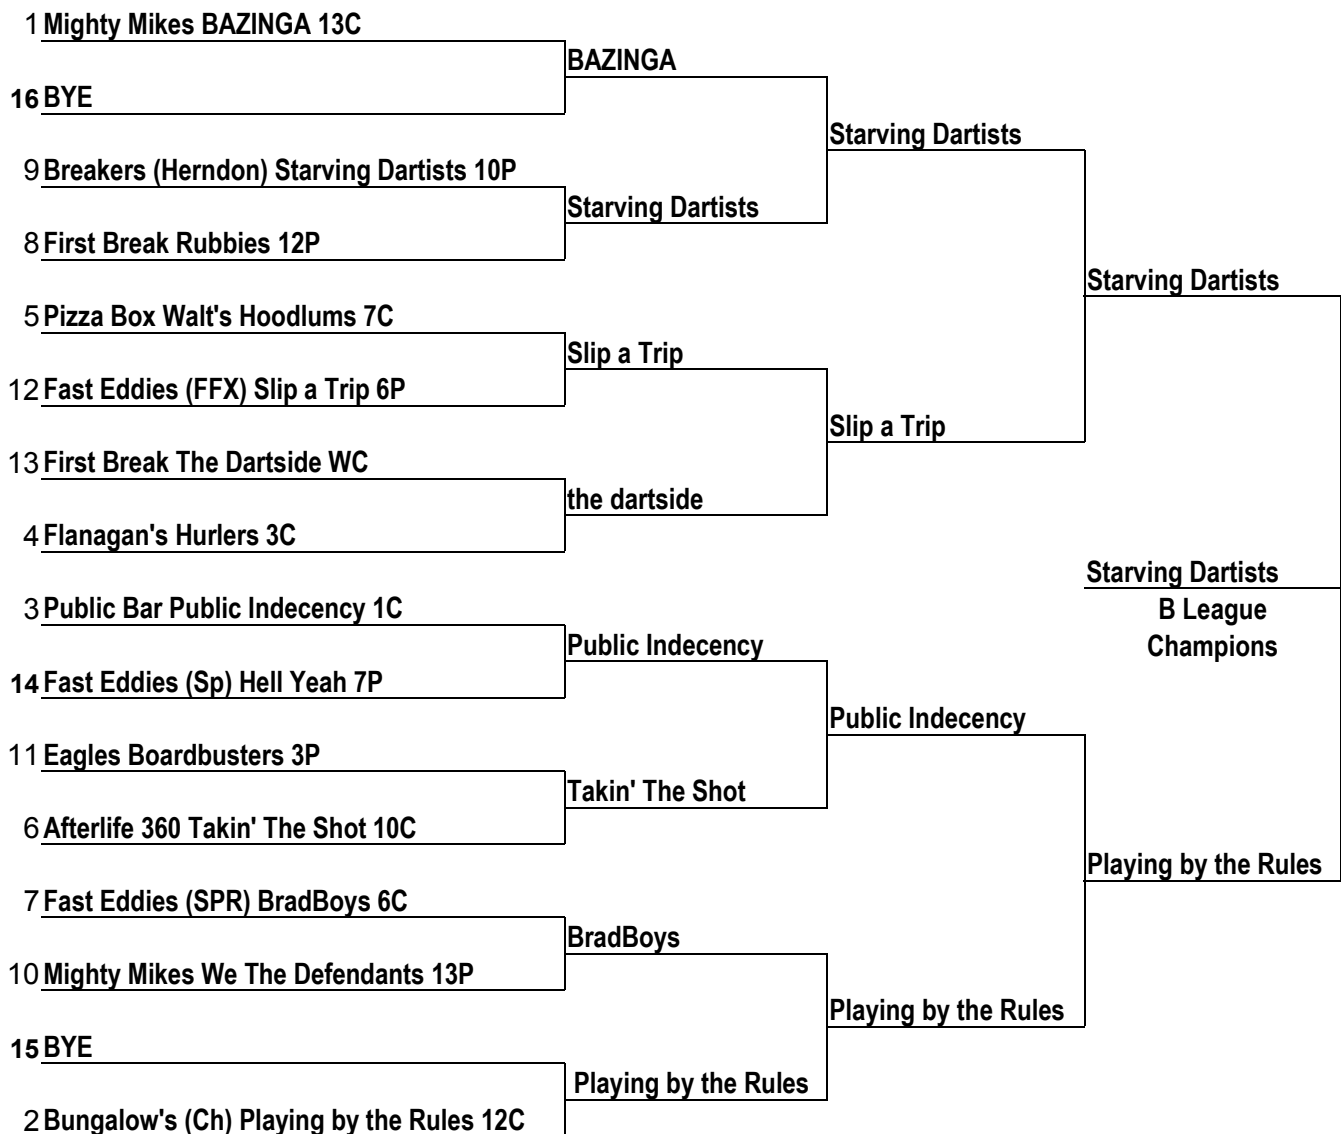 1 Mighty Mikes BAZINGA 13C
BAZINGA
16 BYE
Starving Dartists
9 Breakers (Herndon) Starving Dartists 10P
Starving Dartists
8 First Break Rubbies 12P
Starving Dartists
5 Pizza Box Walt's Hoodlums 7C
Slip a Trip
12 Fast Eddies (FFX) Slip a Trip 6P
Slip a Trip
13 First Break The Dartside WC
the dartside
4 Flanagan's Hurlers 3C
Starving Dartists
3 Public Bar Public Indecency 1C
B League
Public Indecency
Champions
14 Fast Eddies (Sp) Hell Yeah 7P
Public Indecency
11 Eagles Boardbusters 3P
Takin' The Shot
6 Afterlife 360 Takin' The Shot 10C
Playing by the Rules
7 Fast Eddies (SPR) BradBoys 6C
BradBoys
10 Mighty Mikes We The Defendants 13P
Playing by the Rules
15 BYE
Playing by the Rules
2 Bungalow's (Ch) Playing by the Rules 12C